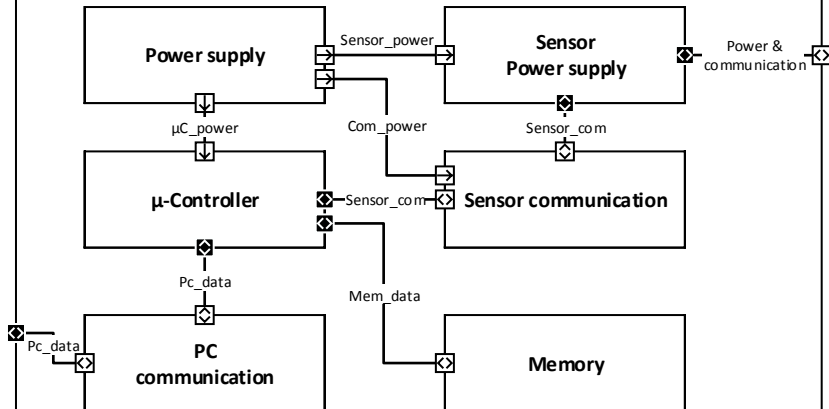 Power supply
Sensor_power
Sensor
Power supply
Power &
communication
µC_power
Com_power
Sensor_com
µ-Controller
Sensor_com
Sensor communication
Pc_data
Mem_data
Pc_data
PC
communication
Memory